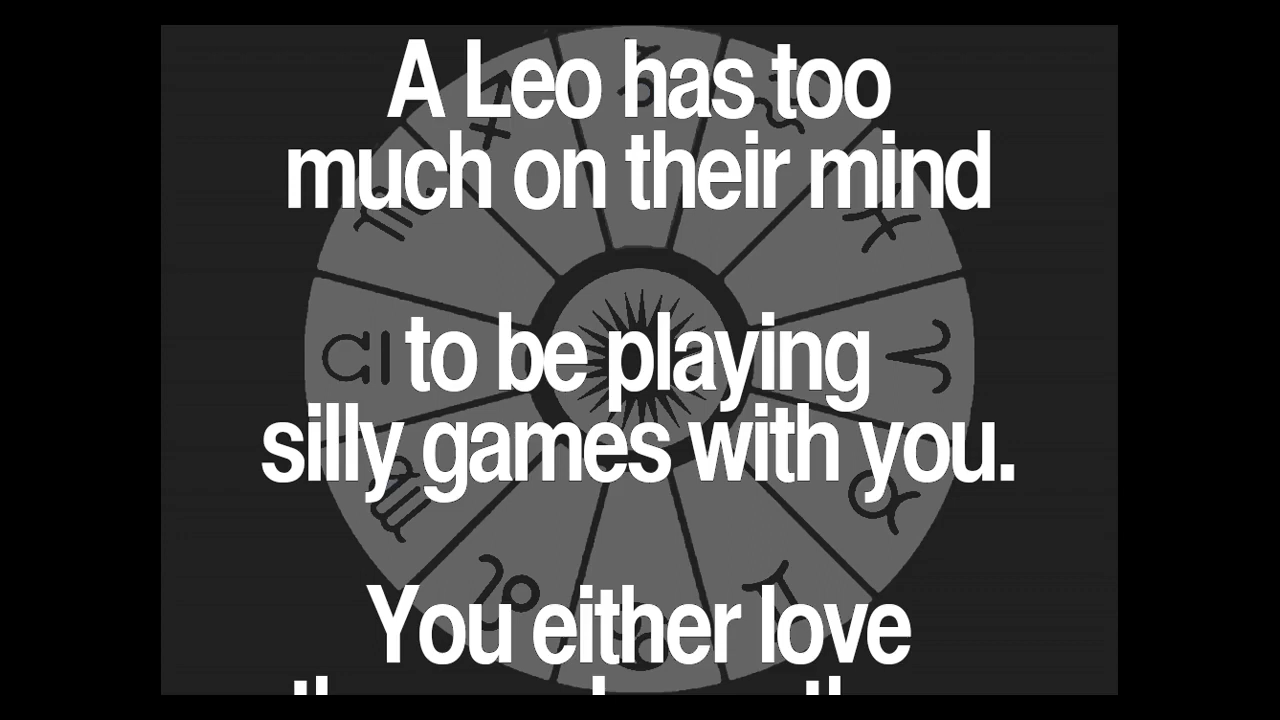 A Leo has too
much on their mind
to be playing
silly games with you.
You either love